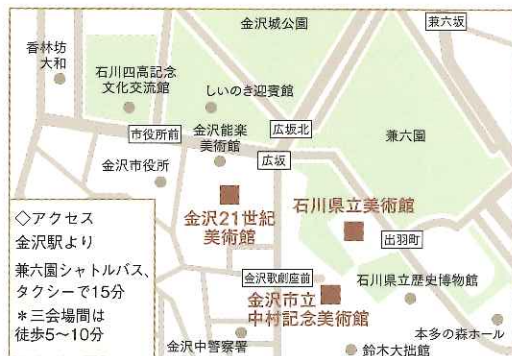 金沢城公園
兼六坂
香林坊
大和
石川四高記念
文化交流館
しいのき迎賓館
市役所前
金沢能楽
美術館
広坂北
広坂
兼六園
金沢市役所
金沢21世紀
美術館
石川県立美術館
出羽町
◇アクセス
金沢駅より
兼六園シャトルバス、
タクシーで15分
＊三会場間は
徒歩5〜10分
金沢歌劇座前
石川県立歴史博物館
金沢市立
中村記念美術館
本多の森ホール
金沢中警察署
鈴木大拙館